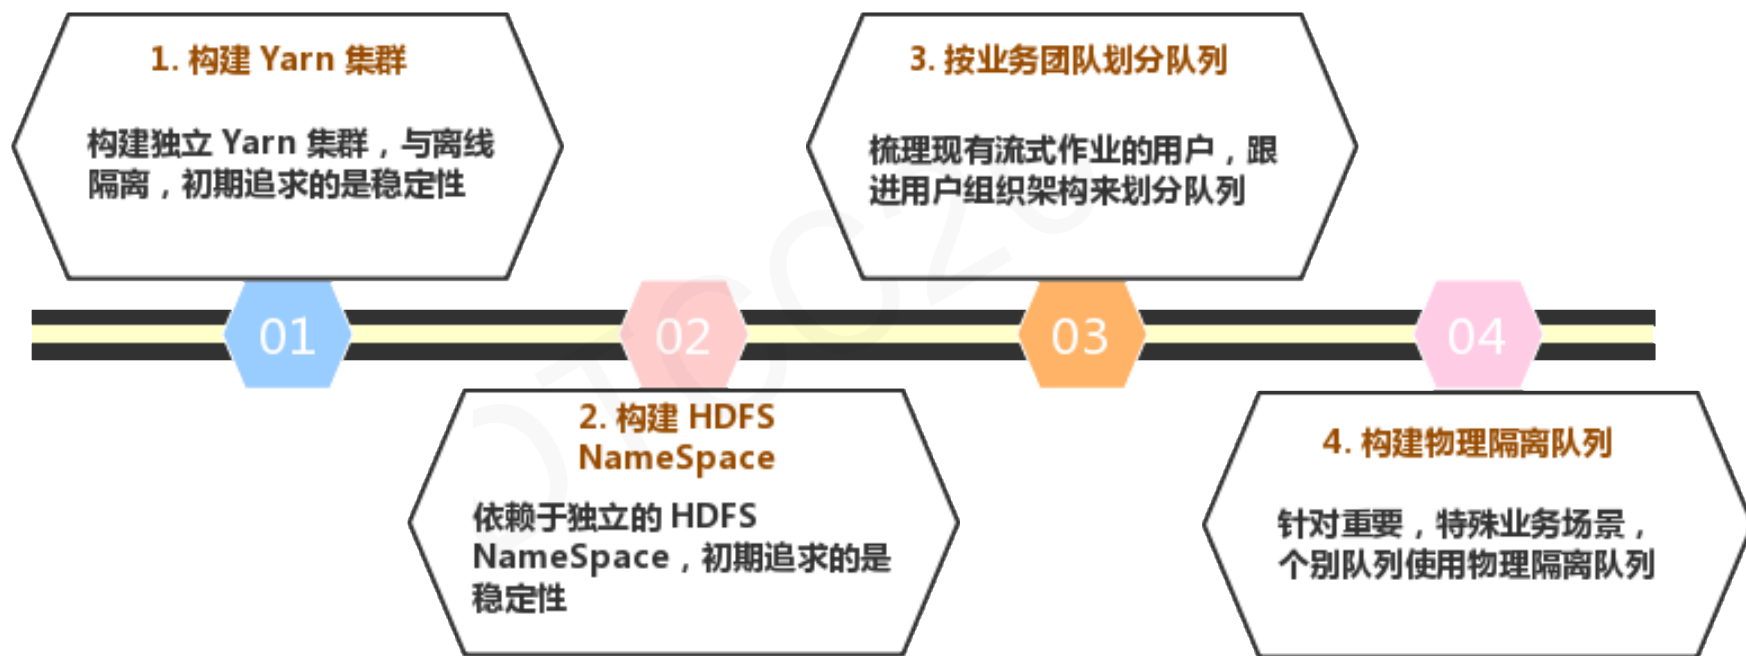 1. 构建 Yarn 集群
构建独立 Yarn 集群，与离线
隔离，初期追求的是稳定性
3. 按业务团队划分队列
梳理现有流式作业的用户，跟
进用户组织架构来划分队列
01
02
03
04
2. 构建 HDFS
NameSpace
依赖于独立的 HDFS
NameSpace，初期追求的是
稳定性
4. 构建物理隔离队列
针对重要，特殊业务场景，
个别队列使用物理隔离队列